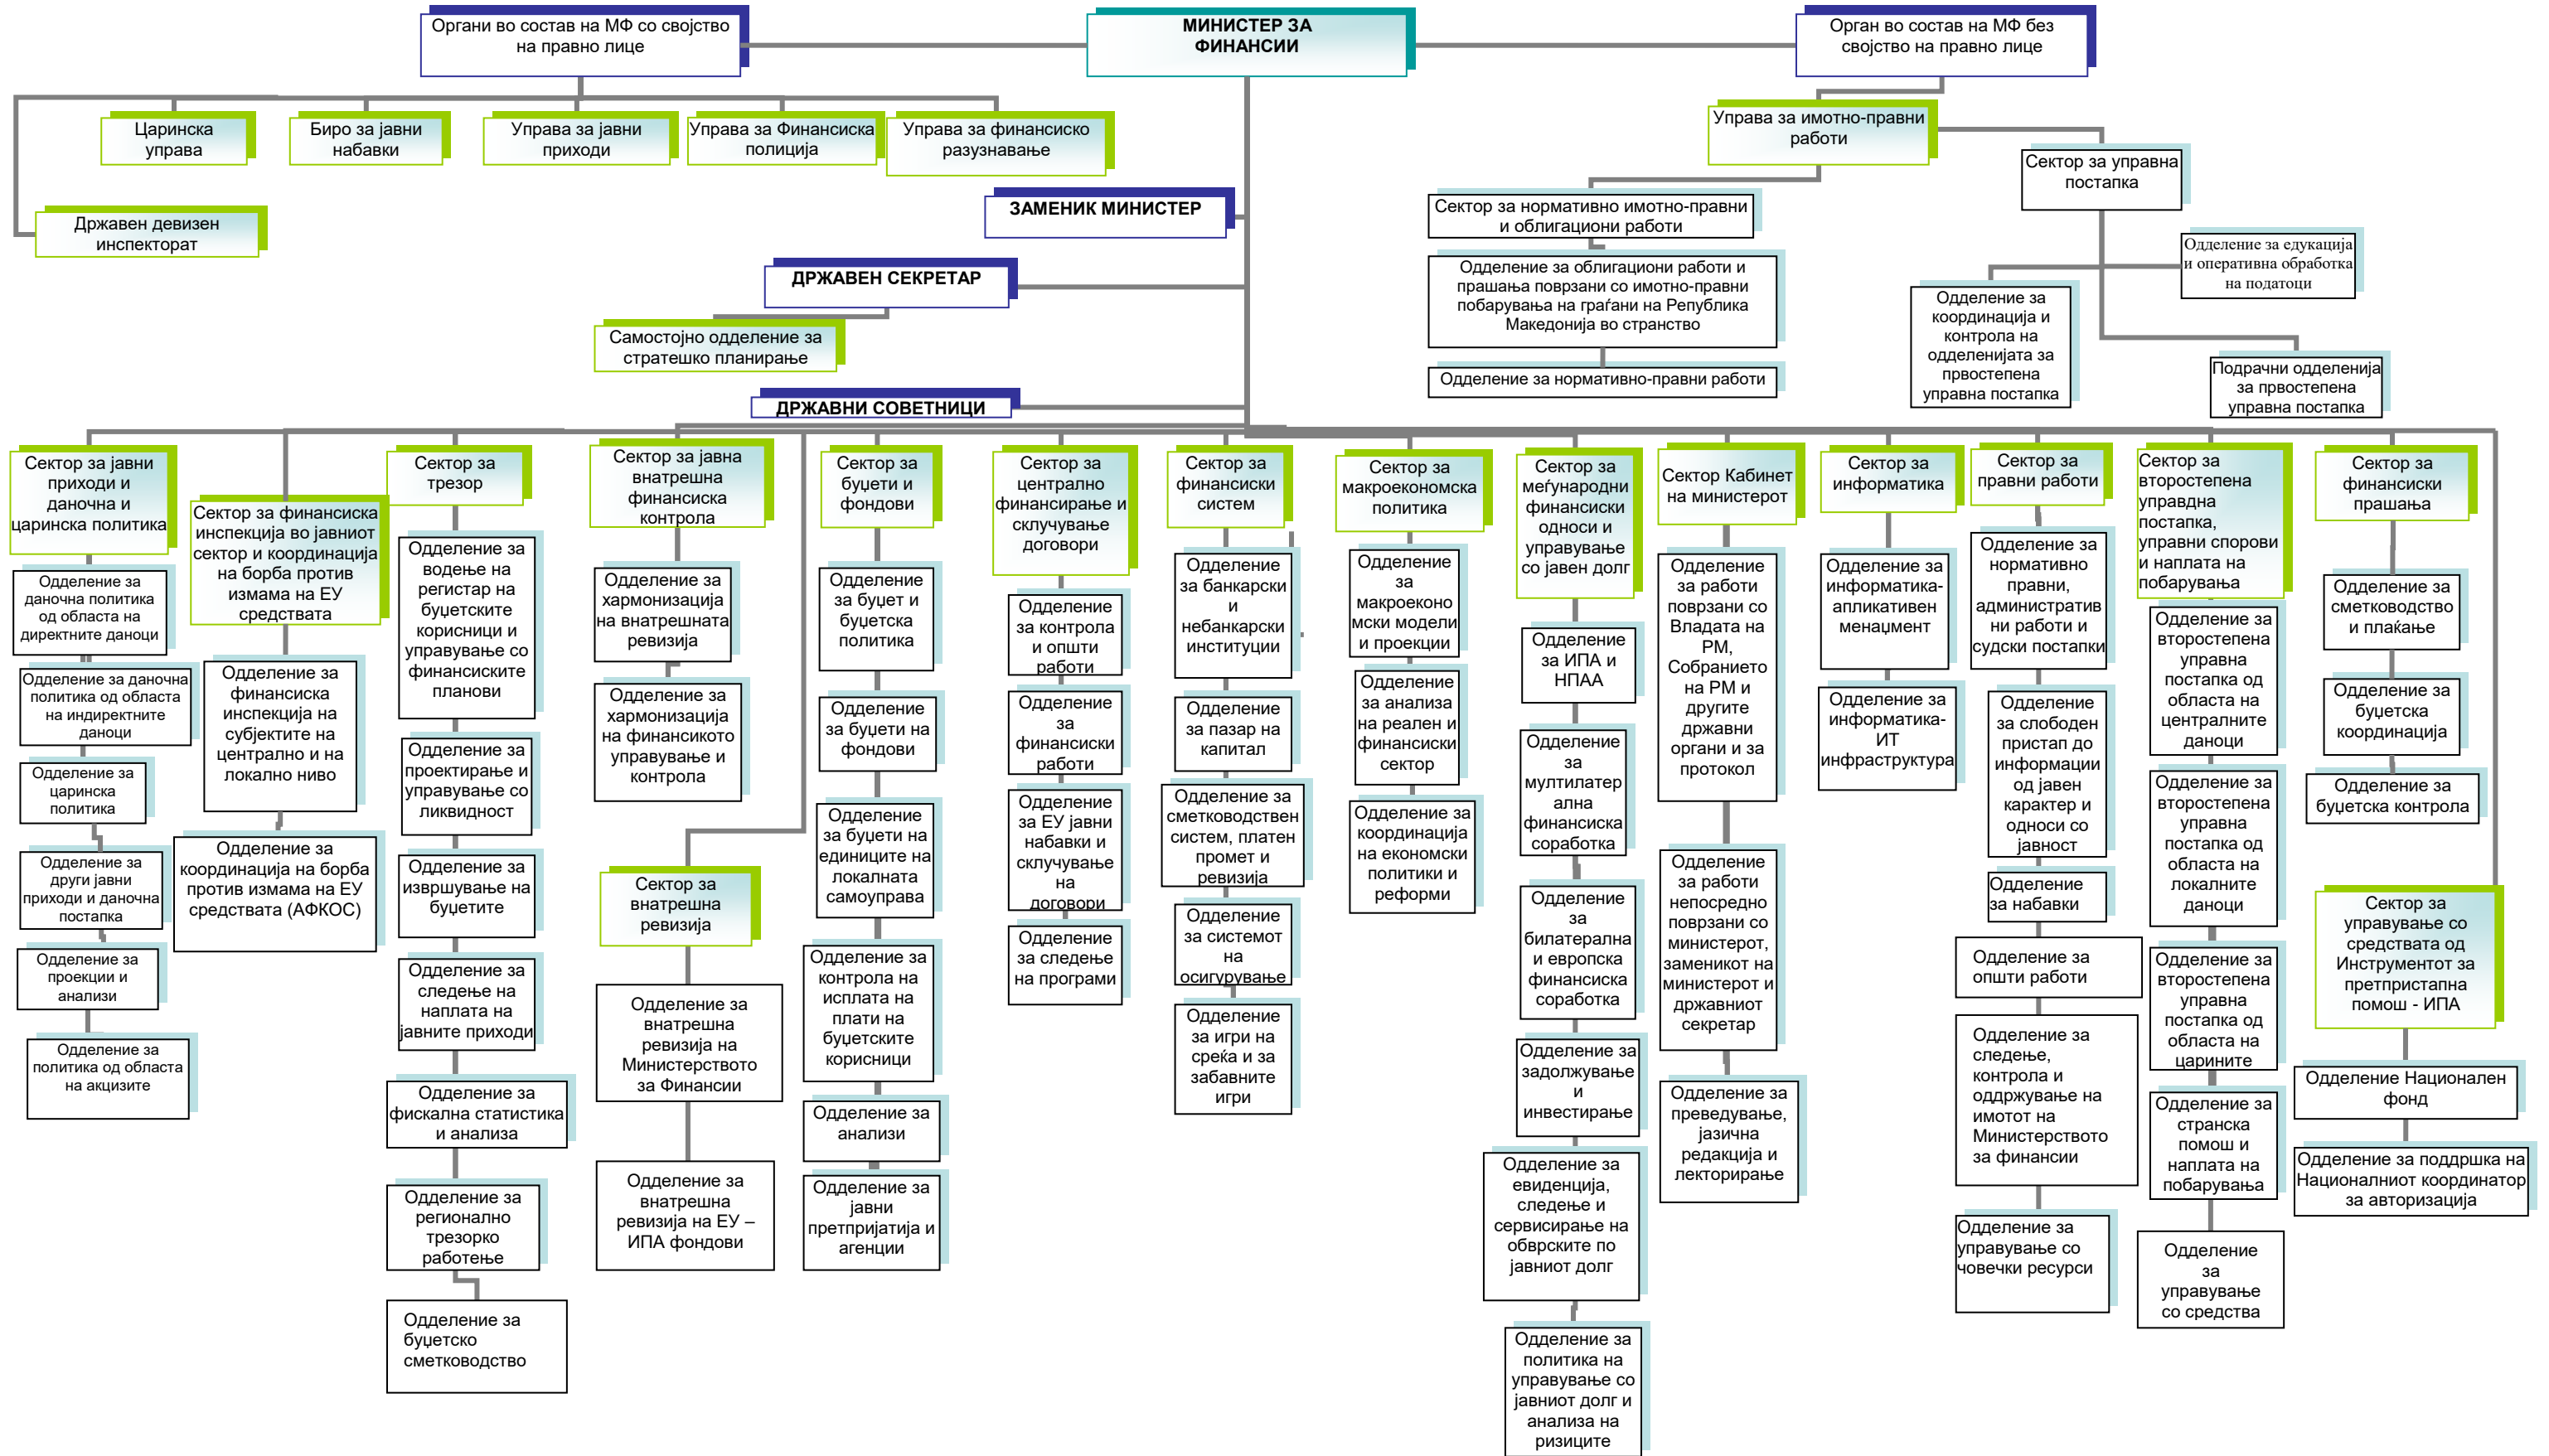 Органи во состав на МФ со својство
на правно лице
МИНИСТЕР ЗА
ФИНАНСИИ
Орган во состав на МФ без
својство на правно лице
Царинска
управа
Биро за јавни
набавки
Управа за јавни
приходи
Управа за Финансиска
полиција
Управа за финансиско
разузнавање
Управа за имотно-правни
работи
Сектор за управна
постапка
Државен девизен
инспекторат
ЗАМЕНИК МИНИСТЕР
Сектор за нормативно имотно-правни
и облигациони работи
Одделение за едукација
и оперативна обработка
на податоци
ДРЖАВЕН СЕКРЕТАР
Одделение за облигациони работи и
прашања поврзани со имотно-правни
побарувања на граѓани на Република
Македонија во странство
Одделение за
координација и
контрола на
одделенијата за
првостепена
управна постапка
Самостојно одделение за
стратешко планирање
Одделение за нормативно-правни работи
Подрачни одделенија
за првостепена
управна постапка
ДРЖАВНИ СОВЕТНИЦИ
Сектор за јавни
приходи и
даночна и
царинска политика
Одделение за
даночна политика
од областа на
директните даноци
Одделение за даночна
политика од областа
на индиректните
даноци
Одделение за
царинска
политика
Одделение за
други јавни
приходи и даночна
постапка
Одделение за
проекции и
анализи
Одделение за
политика од областа
на акцизите
Сектор за финансиска
инспекција во јавниот
сектор и координација
на борба против
измама на ЕУ
средствата
Одделение за
финансиска
инспекција на
субјектите на
централно и на
локално ниво
Одделение за
координација на борба
против измама на ЕУ
средствата (АФКОС)
Сектор за
трезор
Одделение за
водење на
регистар на
буџетските
корисници и
управување со
финансиските
планови
Одделение за
проектирање и
управување со
ликвидност
Одделение за
извршување на
буџетите
Одделение за
следење на
наплата на
јавните приходи
Одделение за
фискална статистика
и анализа
Одделение за
регионално
трезорко
работење
Одделение за
буџетско
сметководство
Сектор за јавна
внатрешна
финансиска
контрола
Одделение за
хармонизација
на внатрешната
ревизија
Одделение за
хармонизација
на финансикото
управување и
контрола
Сектор за
внатрешна
ревизија
Одделение за
внатрешна
ревизија на
Министерството
за Финансии
Одделение за
внатрешна
ревизија на ЕУ –
ИПА фондови
Сектор за
буџети и
фондови
Одделение
за буџет и
буџетска
политика
Одделение
за буџети на
фондови
Одделение
за буџети на
единиците на
локалната
самоуправа
Одделение за
контрола на
исплата на
плати на
буџетските
корисници
Одделение за
анализи
Одделение за
јавни
претпријатија и
агенции
Сектор за
централно
финансирање и
склучување
договори
Одделение
за контрола
и општи
работи
Одделение
за
финансиски
работи
Одделение
за ЕУ јавни
набавки и
склучување
на
договори
Одделение
за следење
на програми
Сектор за
финансиски
систем
Одделение
за банкарски
и
небанкарски
институции
Одделение
за пазар на
капитал
Одделение за
сметководствен
систем, платен
промет и
ревизија
Одделение
за системот
на
осигурување
Одделение
за игри на
среќа и за
забавните
игри
Сектор за
макроекономска
политика
Одделение
за
макроеконо
мски модели
и проекции
Одделение
за анализа
на реален и
финансиски
сектор
Одделение за
координација
на економски
политики и
реформи
Сектор за
меѓународни
финансиски
односи и
управување
со јавен долг
Одделение
за ИПА и
НПАА
Одделение
за
мултилатер
ална
финансиска
соработка
Одделение
за
билатерална
и европска
финансиска
соработка
Одделение за
задолжување
и
инвестирање
Одделение за
евиденција,
следење и
сервисирање на
обврските по
јавниот долг
Одделение за
политика на
управување со
јавниот долг и
анализа на
ризиците
Сектор Кабинет
на министерот
Одделение
за работи
поврзани со
Владата на
РМ,
Собранието
на РМ и
другите
државни
органи и за
протокол
Одделение
за работи
непосредно
поврзани со
министерот,
заменикот на
министерот и
државниот
секретар
Одделение за
преведување,
јазична
редакција и
лекторирање
Сектор за
информатика
Одделение за
информатика-
апликативен
менаџмент
Одделение за
информатика-
ИТ
инфраструктура
Сектор за
правни работи
Одделение за
нормативно
правни,
административ
ни работи и
судски постапки
Одделение
за слободен
пристап до
информации
од јавен
карактер и
односи со
јавност
Одделение
за набавки
Одделение за
општи работи
Одделение за
следење,
контрола и
оддржување на
имотот на
Министерството
за финансии
Одделение за
управување со
човечки ресурси
Сектор за
второстепена
управдна
постапка,
управни спорови
и наплата на
побарувања
Одделение за
второстепена
управна
постапка од
областа на
централните
даноци
Одделение за
второстепена
управна
постапка од
областа на
локалните
даноци
Одделение за
второстепена
управна
постапка од
областа на
царините
Одделение за
странска
помош и
наплата на
побарувања
Одделение
за
управување
со средства
Сектор за
финансиски
прашања
Одделение за
сметководство
и плаќање
Одделение за
буџетска
координација
Одделение за
буџетска контрола
Сектор за
управување со
средствата од
Инструментот за
претпристапна
помош - ИПА
Одделение Национален
фонд
Одделение за поддршка на
Националниот координатор
за авторизација